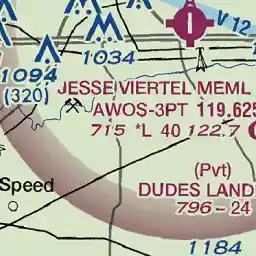 V 12
1034
1094
(320)
JESSE VIERTEL MEML
AWOS-3PT 119.625
715 *L 40 122.7 C
(Pvt)
DUDES LAND
796 - 24
Speed
1184